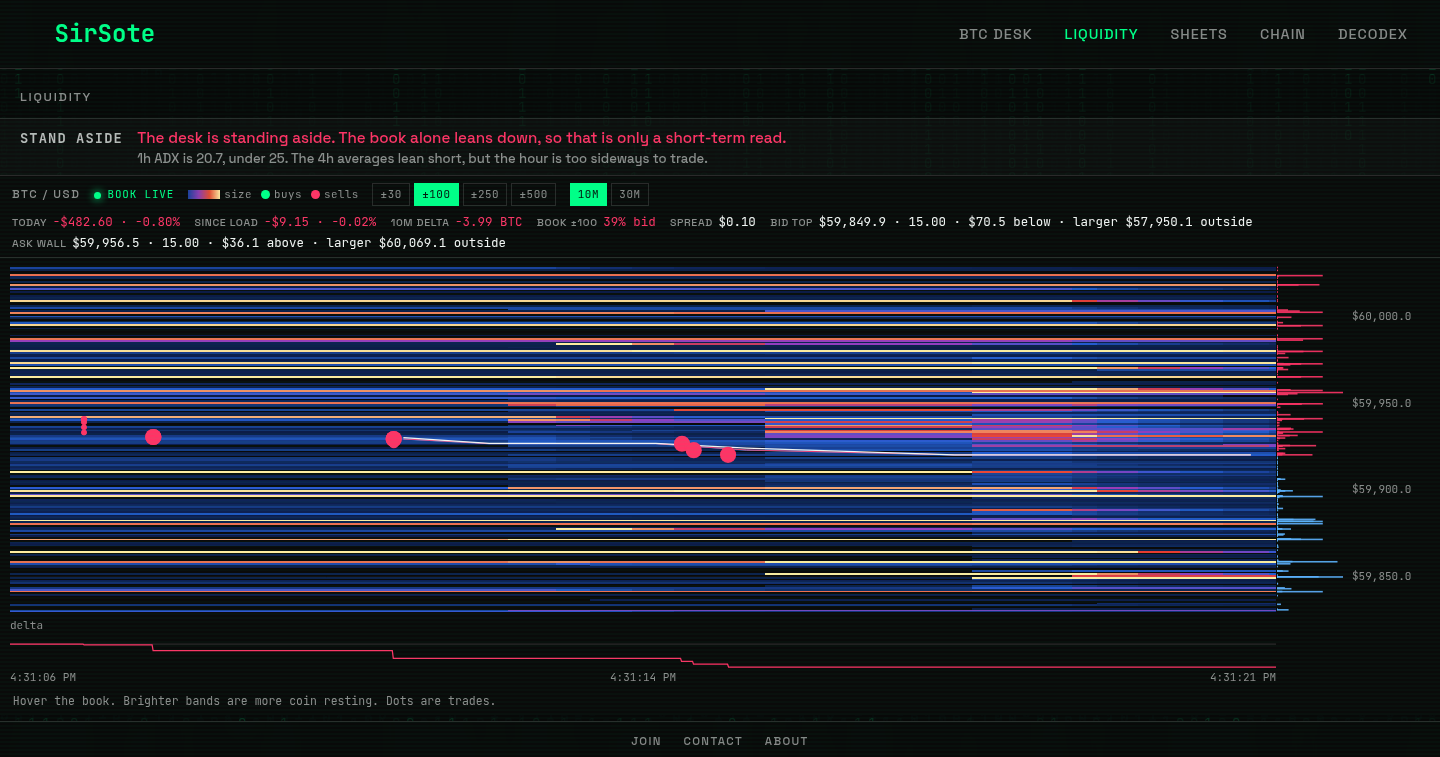 SirSote
BTC DESK LIQUIDITY SHEETS CHAIN DECODEX
LIQUIDITY
STAND ASIDE The desk is standing aside. The book alone leans down, so that is only a short-term read.
1h ADX is 20.7, under 25. The 4h averages lean short, but the hour is too sideways to trade.
BTC / USD BOOK LIVE size buys sells ±30 ±100 ±250 ±500 10M 30M
TODAY -$482.60 · -0.80% SINCE LOAD -$9.15 · -0.02% 10M DELTA -3.99 BTC BOOK ±100 39% bid SPREAD $0.10 BID TOP $59,849.9 · 15.00 · $70.5 below · larger $57,950.1 outside
ASK WALL $59,956.5 · 15.00 · $36.1 above · larger $60,069.1 outside
$60,000.0
$59,950.0
$59,900.0
$59,850.0
delta
4:31:06 PM 4:31:14 PM 4:31:21 PM
Hover the book. Brighter bands are more coin resting. Dots are trades.
JOIN CONTACT ABOUT